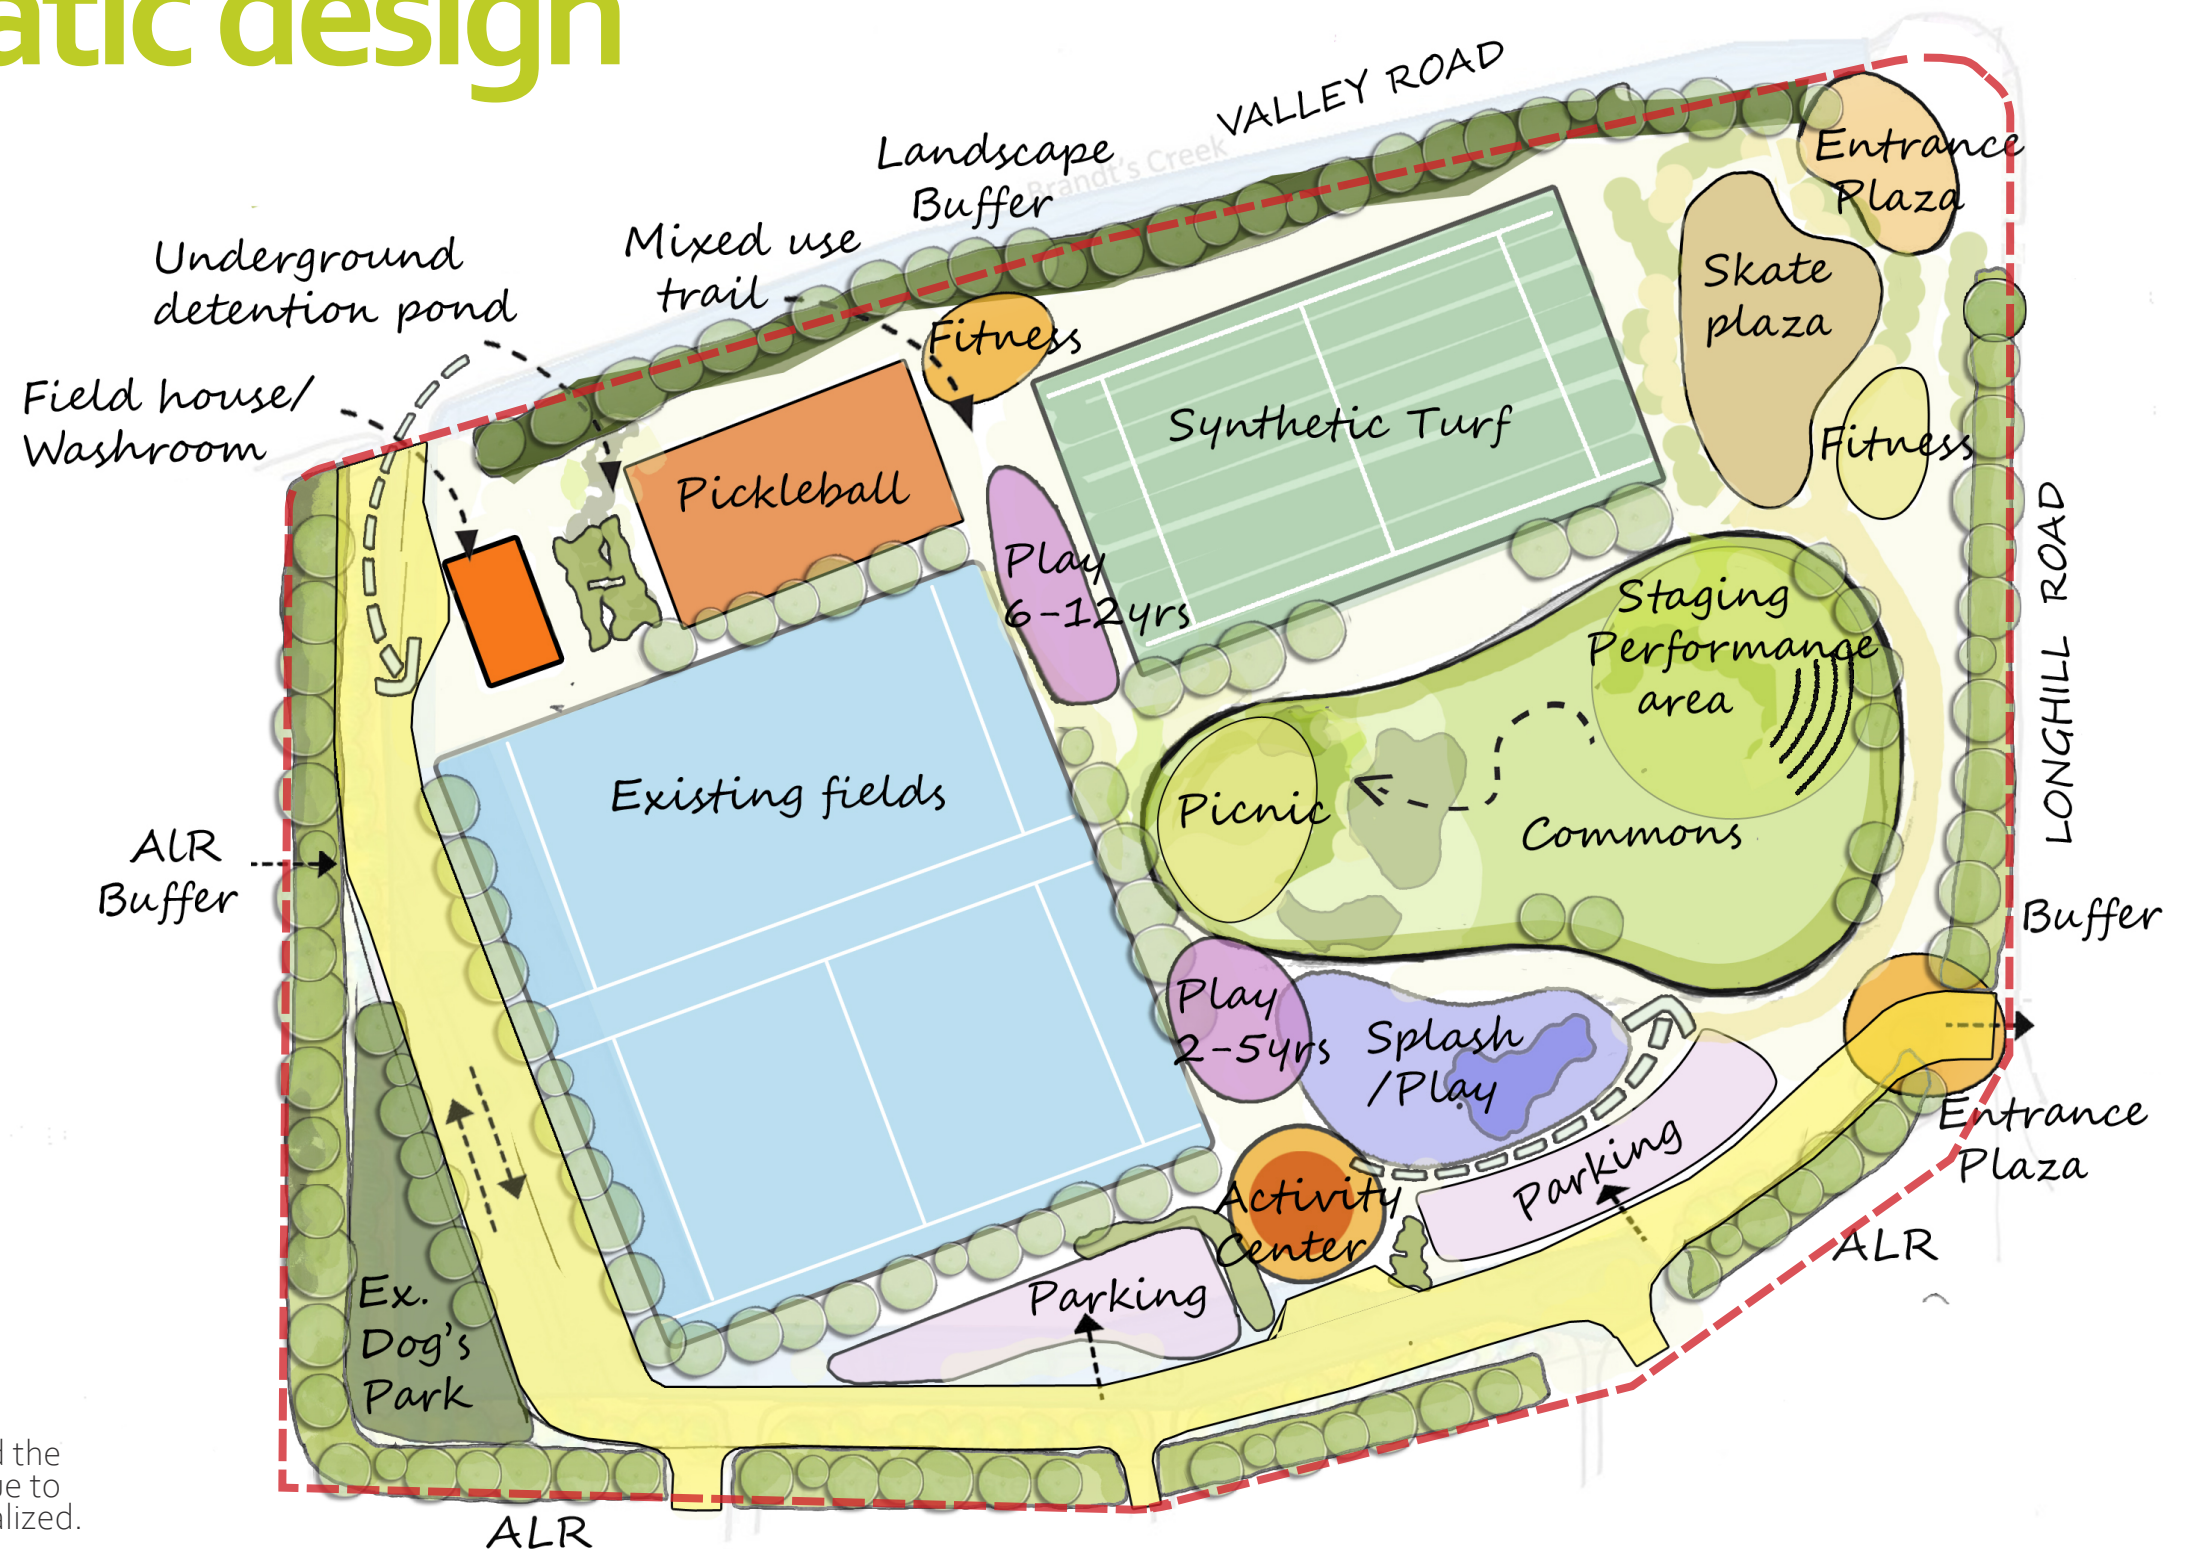 atic design
VALLEY ROAD
Brandt's Creek
Landscape
Buffer
Mixed use
trail
Underground
detention pond
Field house/
Washroom
Entrance
Plaza
Skate
plaza
Fitness
Fitness
Synthetic Turf
Pickleball
Play
6-12yrs
Staging
Performance
area
LONGHILL ROAD
Existing fields
Picnic
Commons
ALR
Buffer
Buffer
Play
2-5yrs
Splash
/Play
Entrance
Plaza
Parking
Activity
Center
ALR
Parking
Ex.
Dog's
Park
ALR
the
to
alized.